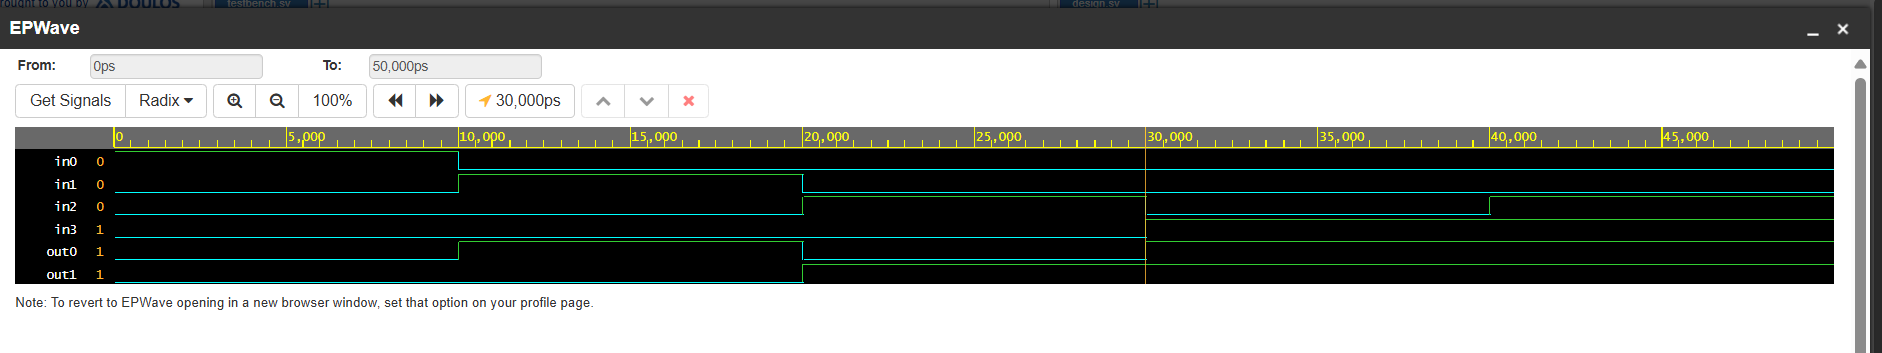 rought to you by DOULOS testbench.sv design.sv
EPWave
From: 0ps To: 50,000ps
Get Signals Radix 100% 30,000ps
0 5,000 10,000 15,000 20,000 25,000 30,000 35,000 40,000 45,000
in0 0
in1 0
in2 0
in3 1
out0 1
out1 1
Note: To revert to EPWave opening in a new browser window, set that option on your profile page.